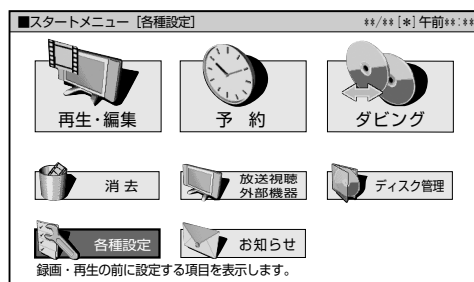 ■スタートメニュー [各種設定] **/** [*] 午前**:**
再生・編集
予 約
ダビング
消 去
放送視聴
外部機器
ディスク管理
各種設定
お知らせ
録画・再生の前に設定する項目を表示します。